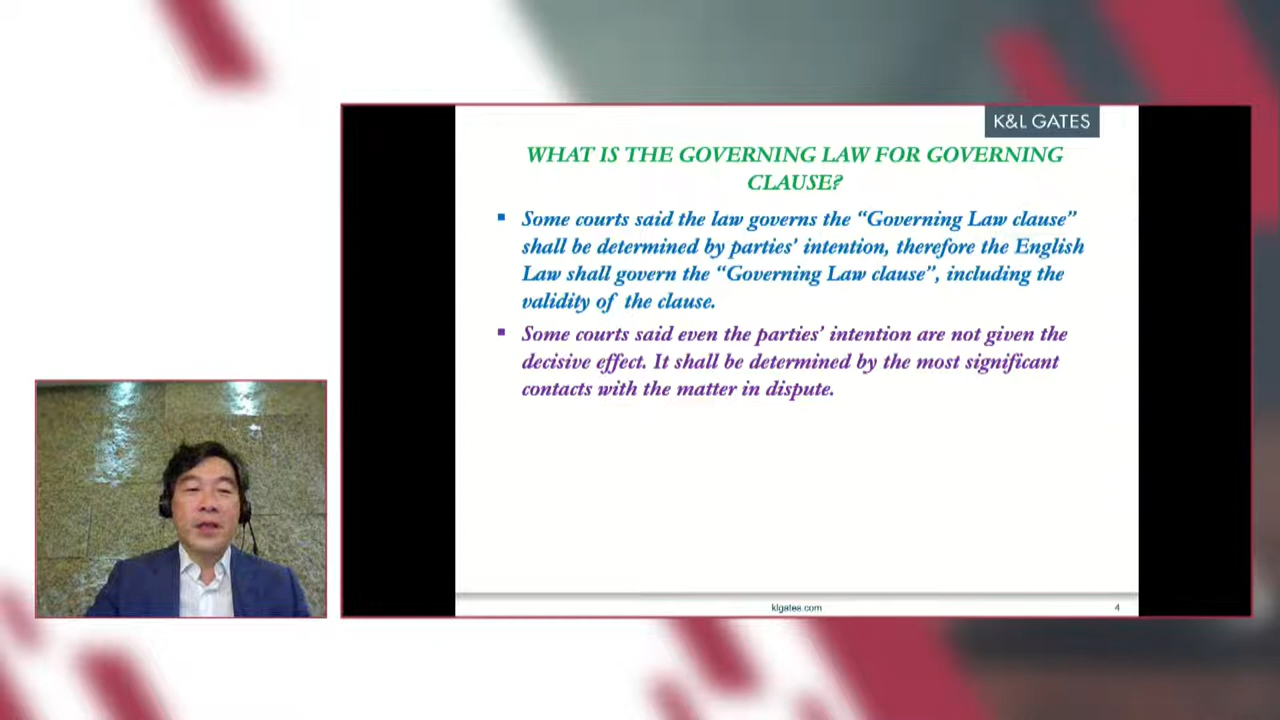 K&L GATES
WHAT IS THE GOVERNING LAW FOR GOVERNING
CLAUSE?
▪ Some courts said the law governs the “Governing Law clause”
shall be determined by parties’ intention, therefore the English
Law shall govern the “Governing Law clause”, including the
validity of the clause.
▪ Some courts said even the parties’ intention are not given the
decisive effect. It shall be determined by the most significant
contacts with the matter in dispute.
klgates.com
4